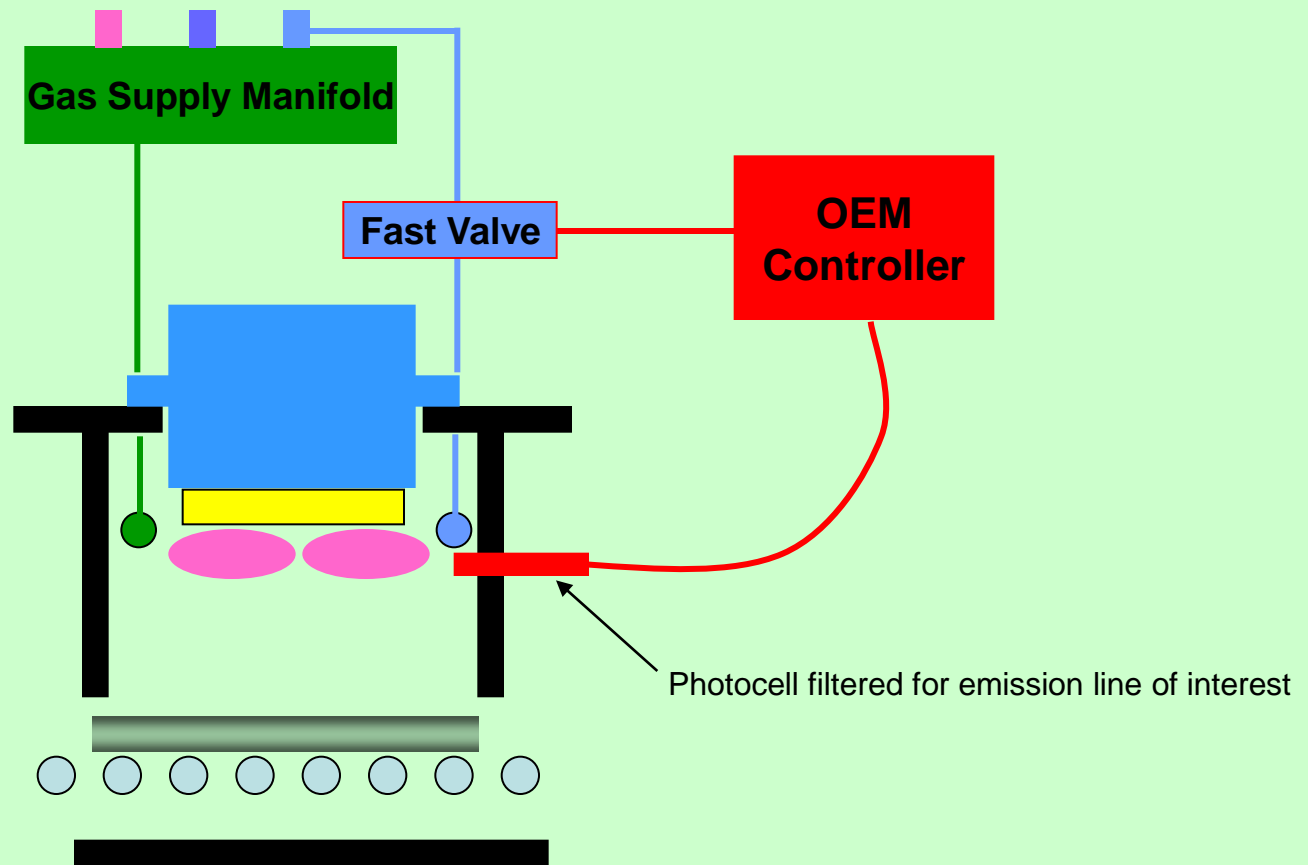 Gas Supply Manifold
Fast Valve
OEM
Controller
Photocell filtered for emission line of interest